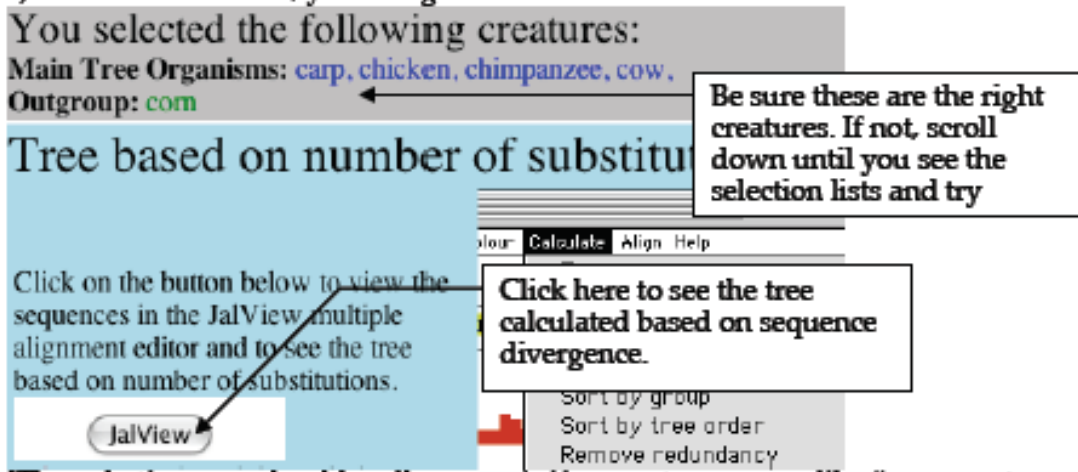 You selected the following creatures:
Main Tree Organisms: carp, chicken, chimpanzee, cow,
Outgroup: corn
Be sure these are the right
creatures. If not, scroll
down until you see the
selection lists and try
Tree based on number of substitut
Calculate Align Help
Click on the button below to view the
sequences in the JalView multiple
alignment editor and to see the tree
based on number of substitutions.
Click here to see the tree
calculated based on sequence
divergence.
JalView
Sort by group
Sort by tree order
Remove redundancy